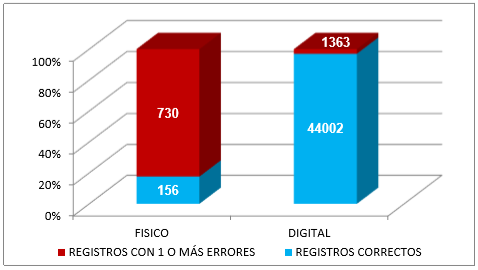 100%
80%
60%
40%
20%
0%
730
156
1363
44002
FISICO
DIGITAL
REGISTROS CON 1 O MÁS ERRORES
REGISTROS CORRECTOS